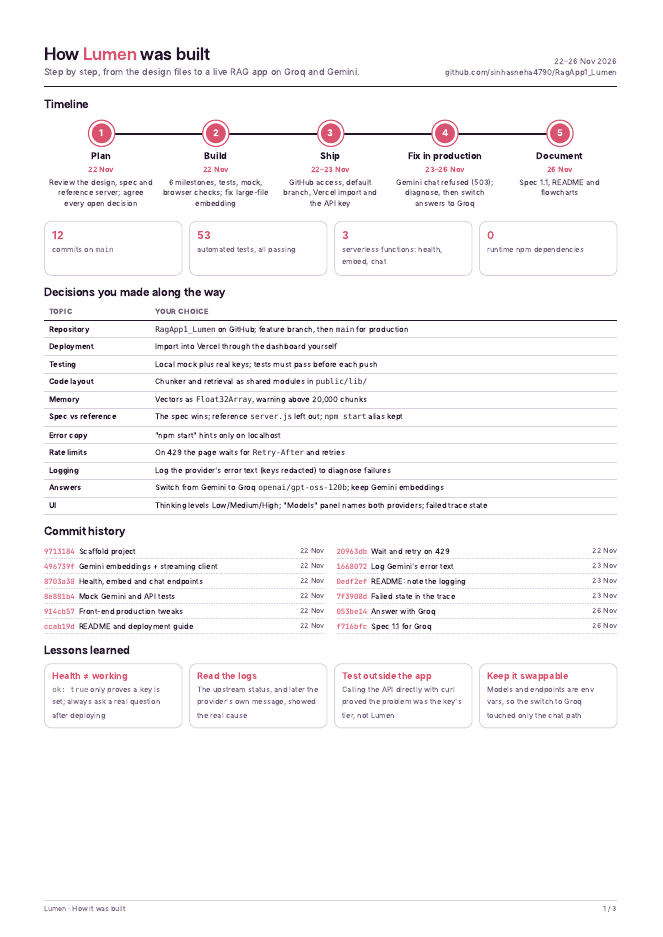 How Lumen was built
Step by step, from the design files to a live RAG app on Groq and Gemini.
22–26 Nov 2026
github.com/sinhasneha4790/RagApp1_Lumen
Timeline
1
2
3
4
5
Plan
22 Nov
Review the design, spec and
reference server; agree
every open decision
Build
22 Nov
6 milestones, tests, mock,
browser checks; fix large-file
embedding
Ship
22–23 Nov
GitHub access, default
branch, Vercel import and
the API key
Fix in production
23–26 Nov
Gemini chat refused (503);
diagnose, then switch
answers to Groq
Document
26 Nov
Spec 1.1, README and
flowcharts
12
commits on main
53
automated tests, all passing
3
serverless functions: health,
embed, chat
0
runtime npm dependencies
Decisions you made along the way
TOPIC YOUR CHOICE
Repository RagApp1_Lumen on GitHub; feature branch, then main for production
Deployment Import into Vercel through the dashboard yourself
Testing Local mock plus real keys; tests must pass before each push
Code layout Chunker and retrieval as shared modules in public/lib/
Memory Vectors as Float32Array, warning above 20,000 chunks
Spec vs reference The spec wins; reference server.js left out; npm start alias kept
Error copy "npm start" hints only on localhost
Rate limits On 429 the page waits for Retry-After and retries
Logging Log the provider's error text (keys redacted) to diagnose failures
Answers Switch from Gemini to Groq openai/gpt-oss-120b; keep Gemini embeddings
UI Thinking levels Low/Medium/High; "Models" panel names both providers; failed trace state
Commit history
9713184 Scaffold project 22 Nov
496739f Gemini embeddings + streaming client 22 Nov
8703a30 Health, embed and chat endpoints 22 Nov
8e881b4 Mock Gemini and API tests 22 Nov
914cb57 Front-end production tweaks 22 Nov
ccab19d README and deployment guide 22 Nov
20963db Wait and retry on 429 22 Nov
1668072 Log Gemini's error text 23 Nov
0edf2ef README: note the logging 23 Nov
7f3908d Failed state in the trace 23 Nov
053be14 Answer with Groq 26 Nov
f716bfc Spec 1.1 for Groq 26 Nov
Lessons learned
Health ≠ working
ok: true only proves a key is
set; always ask a real question
after deploying
Read the logs
The upstream status, and later the
provider's own message, showed
the real cause
Test outside the app
Calling the API directly with curl
proved the problem was the key's
tier, not Lumen
Keep it swappable
Models and endpoints are env
vars, so the switch to Groq
touched only the chat path
Lumen · How it was built
1 / 3